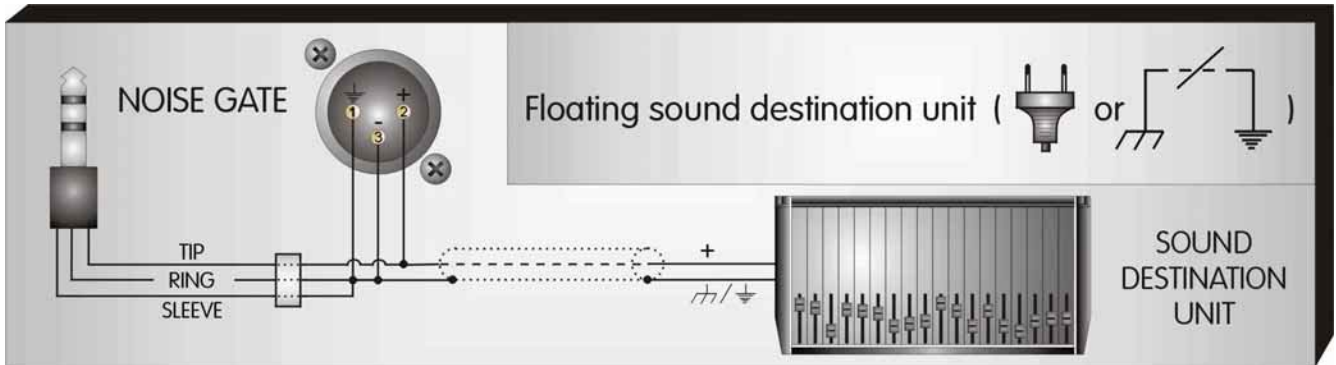 NOISE GATE
1
+
2
-
3
Floating sound destination unit ( or )
TIP
RING
SLEEVE
+
/
SOUND
DESTINATION
UNIT